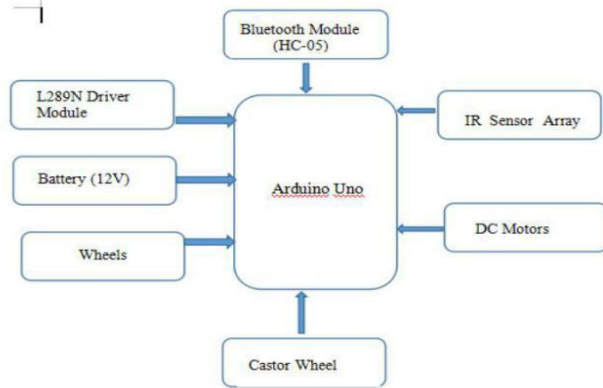 Bluetooth Module
(HC-05)
L289N Driver
Module
IR Sensor Array
Battery (12V)
Arduino Uno
DC Motors
Wheels
Castor Wheel